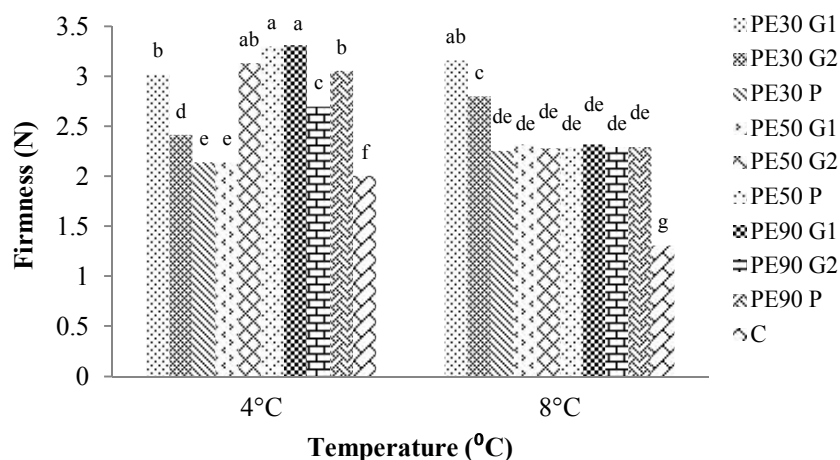 3.5
3
2.5
2
1.5
1
0.5
0
Firmness (N)
b
d
e
e
ab
a
a
c
b
f
ab
c
de
de
de
de
de
de
de
g
4°C
8°C
Temperature (⁰C)
PE30 G1
PE30 G2
PE30 P
PE50 G1
PE50 G2
PE50 P
PE90 G1
PE90 G2
PE90 P
C